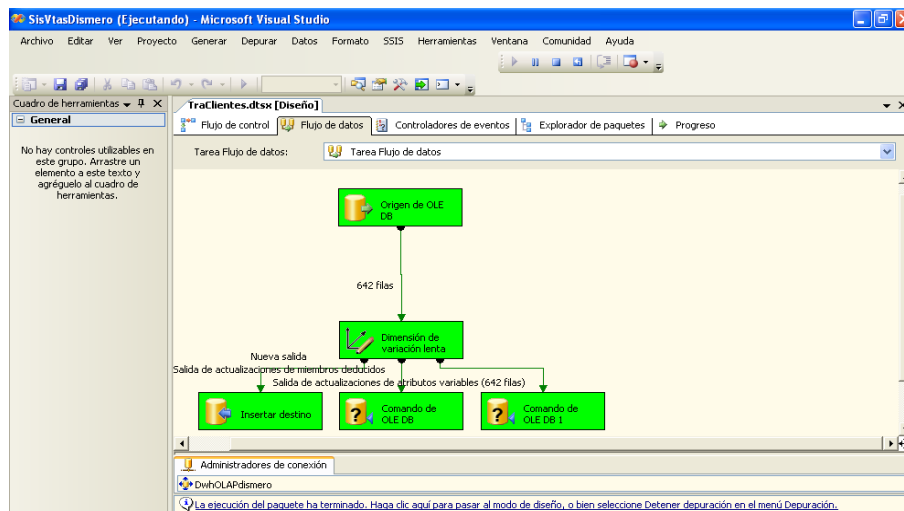 SisVtasDismero (Ejecutando) - Microsoft Visual Studio
Archivo Editar Ver Proyecto Generar Depurar Datos Formato SSIS Herramientas Ventana Comunidad Ayuda
Cuadro de herramientas
General
No hay controles utilizables en
este grupo. Arrastre un
elemento a este texto y
agréguelo al cuadro de
herramientas.
TraClientes.dtsx [Diseño]
Flujo de control Flujo de datos Controladores de eventos Explorador de paquetes Progreso
Tarea Flujo de datos: Tarea Flujo de datos
Origen de OLE
DB
642 filas
Dimensión de
variación lenta
Nueva salida
Salida de actualizaciones de miembros deducidos
Salida de actualizaciones de atributos variables (642 filas)
Insertar destino
Comando de
OLE DB
Comando de
OLE DB 1
Administradores de conexión
DwhOLAPdismero
La ejecución del paquete ha terminado. Haga clic aquí para pasar al modo de diseño, o bien seleccione Detener depuración en el menú Depuración.